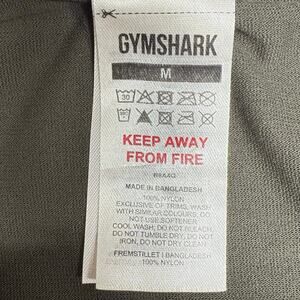 GYMSHARK
M
30
KEEP AWAY
FROM FIRE
MADE IN BANGLADESH
100% NYLON
EXCLUSIVE OF TRIMS, WASH
WITH SIMILAR COLOURS, DO
NOT USE SOFTENER
COOL WASH, DO NOT BLEACH
DO NOT TUMBLE DRY, DO NOT
IRON, DO NOT DRY CLEAN
FREMSTILLET | BANGLADESH
100% NYLON